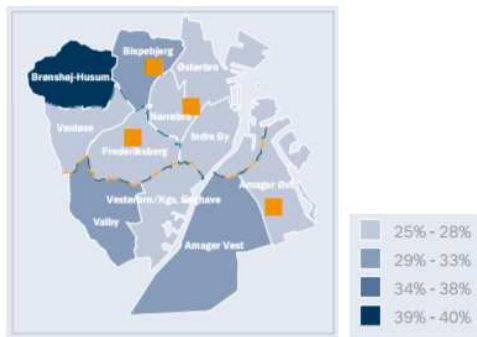 Bispebjerg
Østerbro
Brønshøj-Husum
Nørrebro
Vanløse
Indre By
Frederiksberg
Amager Øst
Vesterbro/Kgs. Enghave
Valby
Amager Vest
25% - 28%
29% - 33%
34% - 38%
39% - 40%